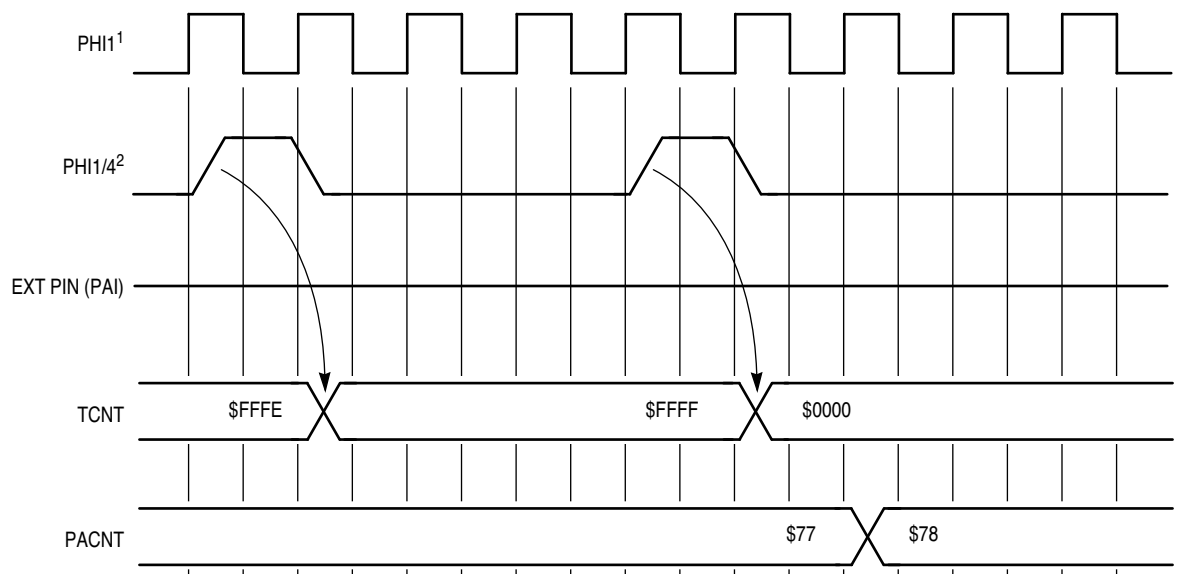 PHI1¹
PHI1/4²
EXT PIN (PAI)
TCNT $FFFE $FFFF $0000
PACNT $77 $78